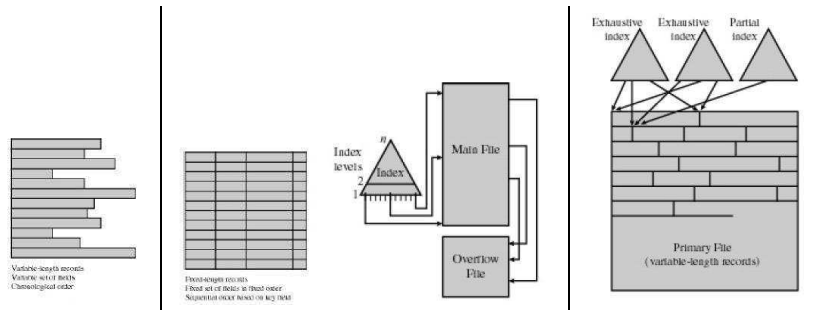 Variable-length records
Variable set of fields
Chronological order
Fixed-length records
Fixed set of fields in fixed order
Sequential order based on key field
Index
levels
n
2
1
Index
Main File
Overflow
File
Exhaustive
index
Exhaustive
index
Partial
index
Primary File
(variable-length records)